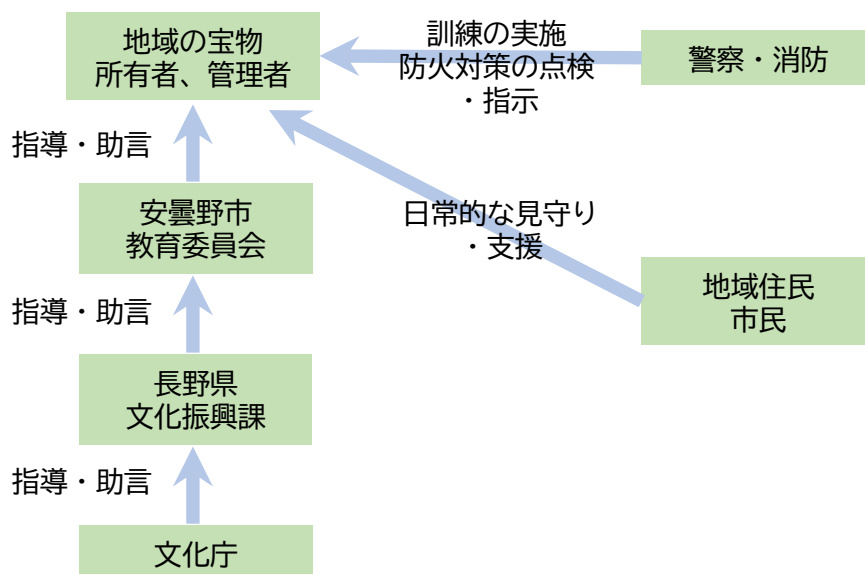 地域の宝物
所有者、管理者
訓練の実施
防火対策の点検
・指示
警察・消防
指導・助言
安曇野市
教育委員会
日常的な見守り
・支援
地域住民
市民
指導・助言
長野県
文化振興課
指導・助言
文化庁